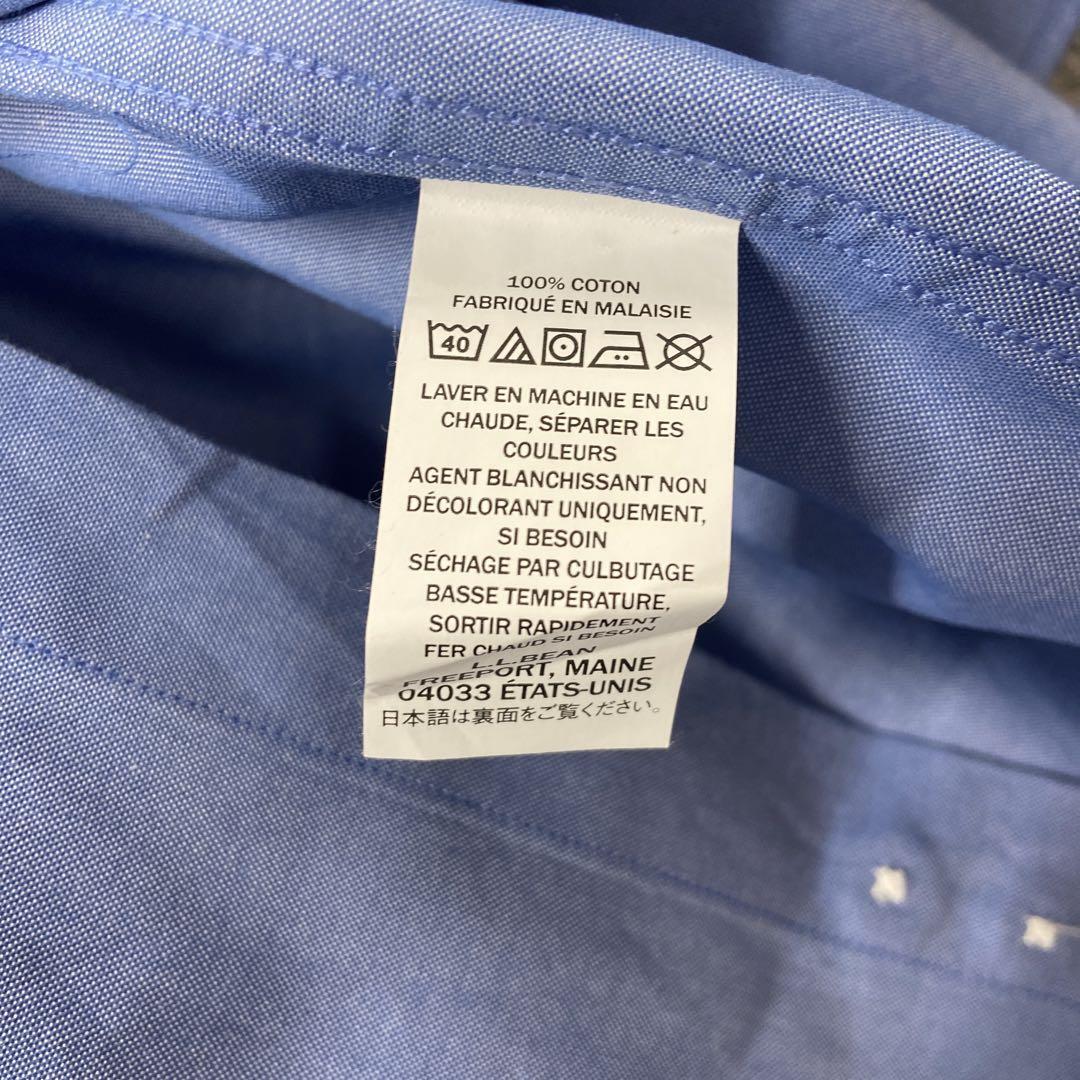 100% COTON
FABRIQUÉ EN MALAISIE
40
LAVER EN MACHINE EN EAU
CHAUDE, SÉPARER LES
COULEURS
AGENT BLANCHISSANT NON
DÉCOLORANT UNIQUEMENT,
SI BESOIN
SÉCHAGE PAR CULBUTAGE
BASSE TEMPÉRATURE,
SORTIR RAPIDEMENT
FER CHAUD SI BESOIN
L.L.BEAN
FREEPORT, MAINE
04033 ÉTATS-UNIS
日本語は裏面をご覧ください。